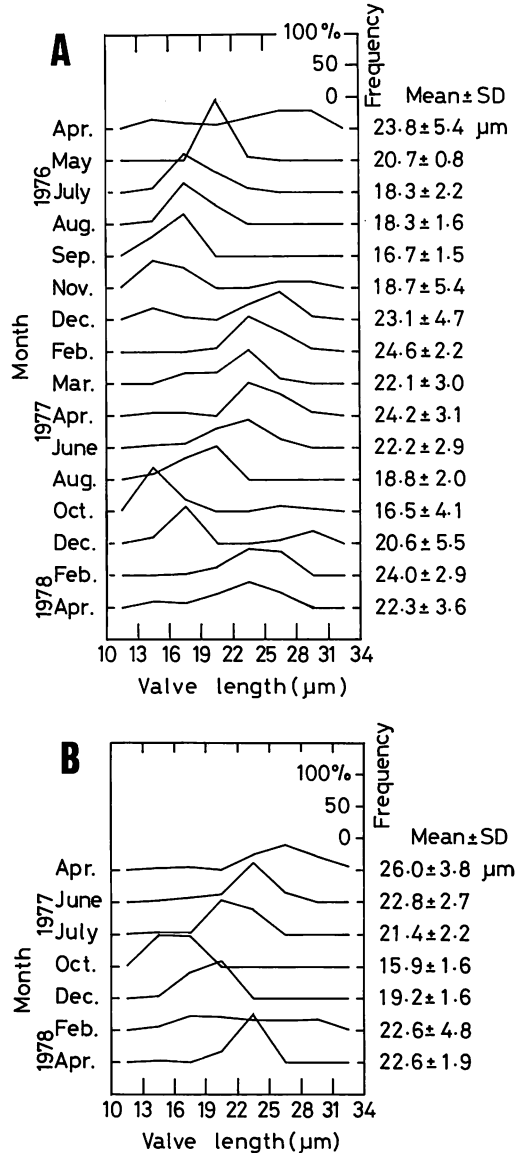 A
100%
50
0
Frequency
Mean±SD
Apr. 23.8±5.4 μm
May 20.7±0.8
July 18.3±2.2
Aug. 18.3±1.6
Sep. 16.7±1.5
Nov. 18.7±5.4
Dec. 23.1±4.7
Feb. 24.6±2.2
Mar. 22.1±3.0
Apr. 24.2±3.1
June 22.2±2.9
Aug. 18.8±2.0
Oct. 16.5±4.1
Dec. 20.6±5.5
Feb. 24.0±2.9
Apr. 22.3±3.6
1976
1977
1978
Month
10 13 16 19 22 25 28 31 34
Valve length(μm)
B
100%
50
0
Frequency
Mean±SD
Apr. 26.0±3.8 μm
June 22.8±2.7
July 21.4±2.2
Oct. 15.9±1.6
Dec. 19.2±1.6
Feb. 22.6±4.8
Apr. 22.6±1.9
1977
1978
Month
10 13 16 19 22 25 28 31 34
Valve length(μm)